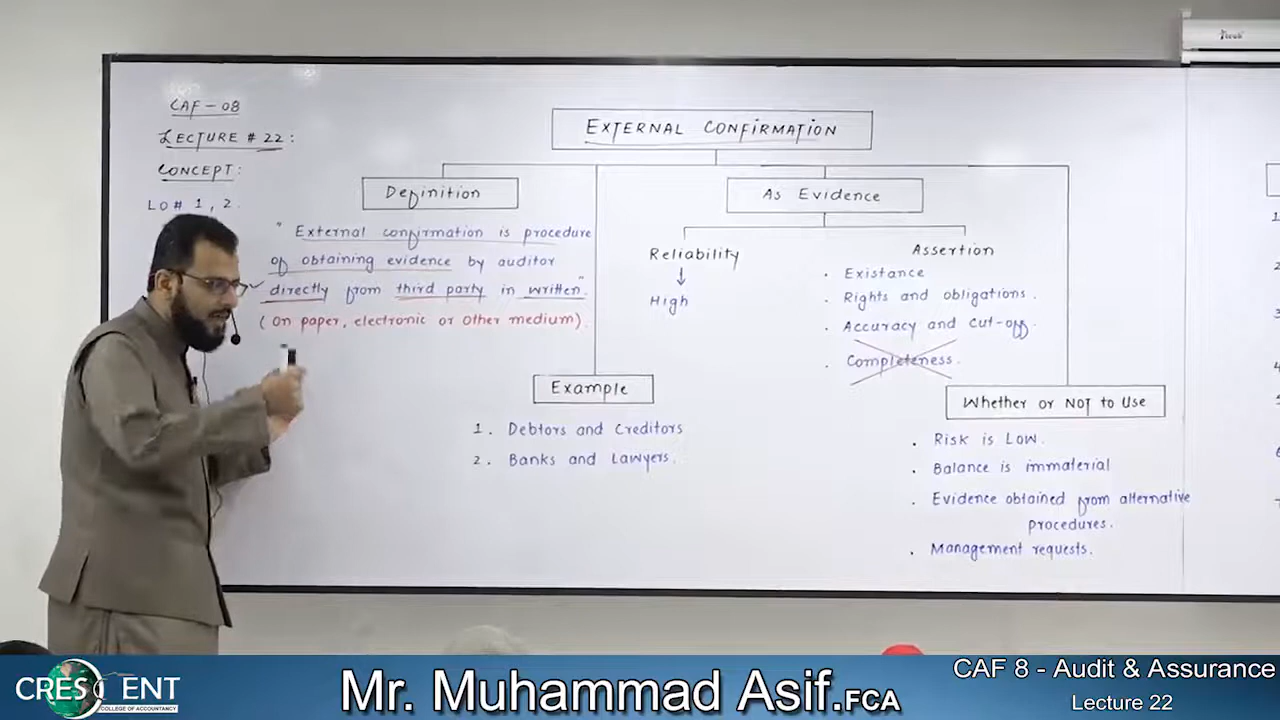 CAF - 08
LECTURE # 22 :
CONCEPT :
LO# 1, 2.
EXTERNAL CONFIRMATION
Definition
" External confirmation is procedure
of obtaining evidence by auditor
directly from third party in written."
(On paper, electronic or other medium).
Example
1. Debtors and Creditors
2. Banks and Lawyers.
As Evidence
Reliability
↓
High
Assertion
. Existance
. Rights and obligations.
. Accuracy and Cut-off.
. Completeness.
Whether or NOT to Use
. Risk is Low.
. Balance is immaterial
. Evidence obtained from alternative
procedures.
. Management requests.
CRESCENT
COLLEGE OF ACCOUNTANCY
Mr. Muhammad Asif.FCA
CAF 8 - Audit & Assurance
Lecture 22